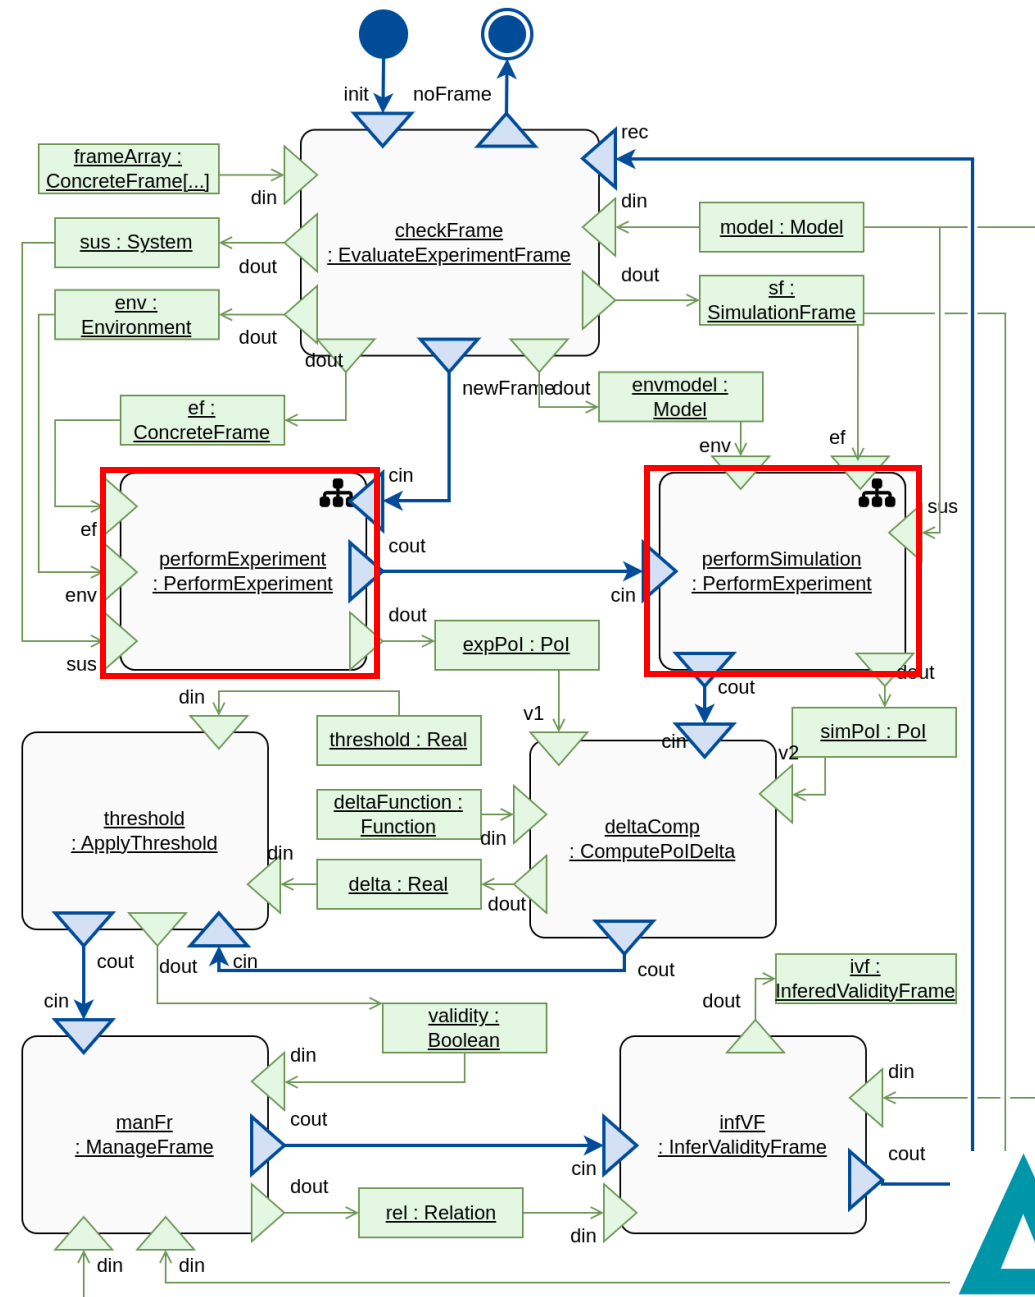 init
noFrame
rec
frameArray :
ConcreteFrame[...]
din
din
model : Model
sus : System
dout
checkFrame
: EvaluateExperimentFrame
dout
sf :
SimulationFrame
env :
Environment
dout
dout
newFrame
dout
envmodel :
Model
ef :
ConcreteFrame
env
ef
cin
sus
ef
performExperiment
: PerformExperiment
cout
performSimulation
: PerformExperiment
env
cin
dout
sus
expPoI : PoI
dout
cout
din
v1
threshold : Real
cin
v2
simPoI : PoI
threshold
: ApplyThreshold
deltaFunction :
Function
din
deltaComp
: ComputePoIDelta
din
delta : Real
dout
cout
dout
cin
cout
ivf :
InferedValidityFrame
cin
dout
validity :
Boolean
din
din
manFr
: ManageFrame
cout
infVF
: InferValidityFrame
cin
cout
dout
rel : Relation
din
din
din